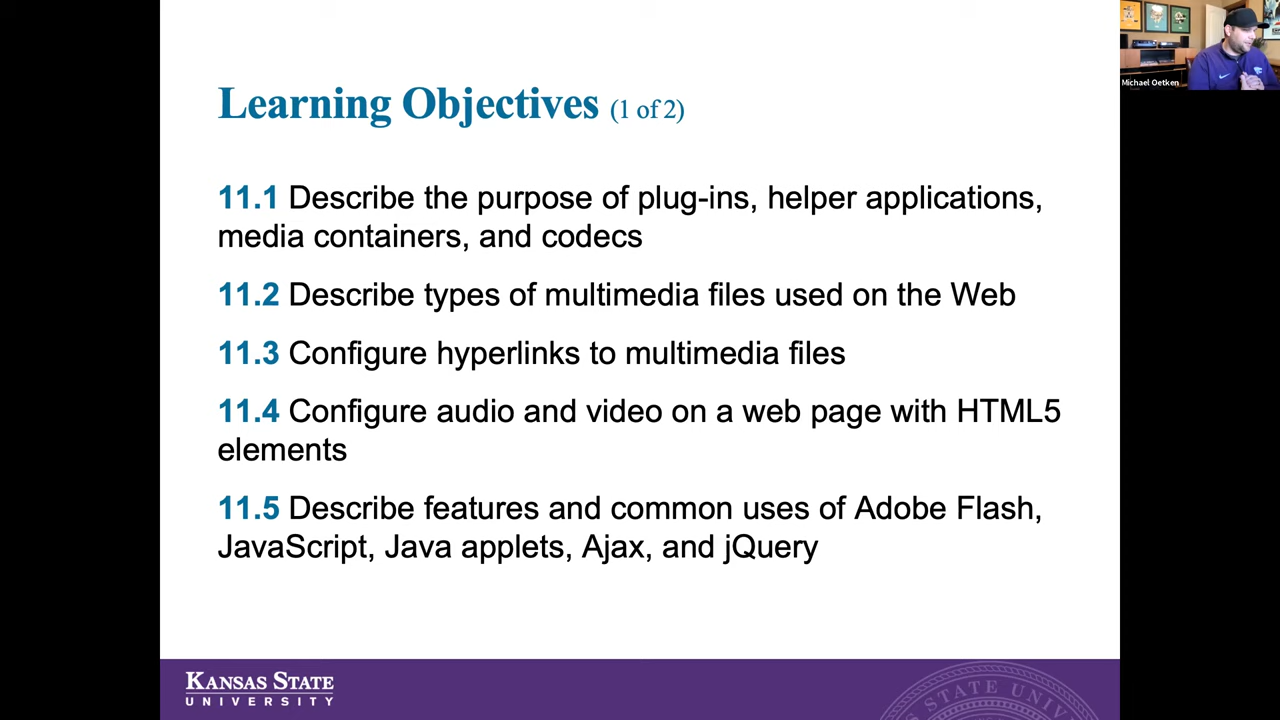 Learning Objectives (1 of 2)
11.1 Describe the purpose of plug-ins, helper applications,
media containers, and codecs
11.2 Describe types of multimedia files used on the Web
11.3 Configure hyperlinks to multimedia files
11.4 Configure audio and video on a web page with HTML5
elements
11.5 Describe features and common uses of Adobe Flash,
JavaScript, Java applets, Ajax, and jQuery
KANSAS STATE
UNIVERSITY
STATE UNIV
Michael Oetken